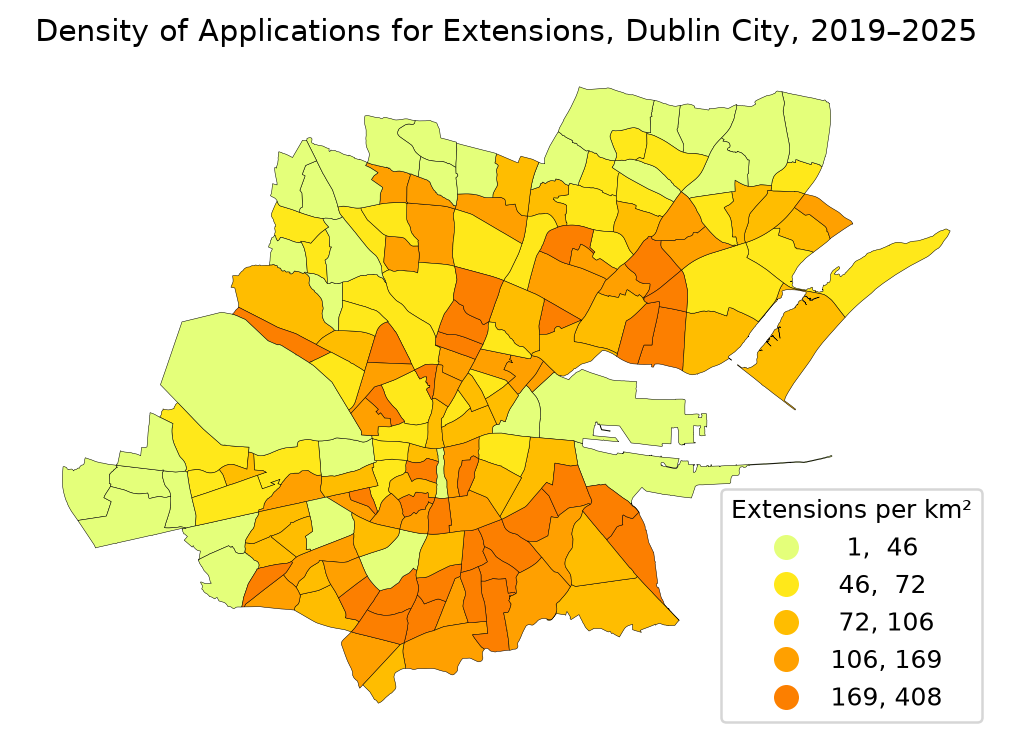 Density of Applications for Extensions, Dublin City, 2019–2025
Extensions per km²
1, 46
46, 72
72, 106
106, 169
169, 408